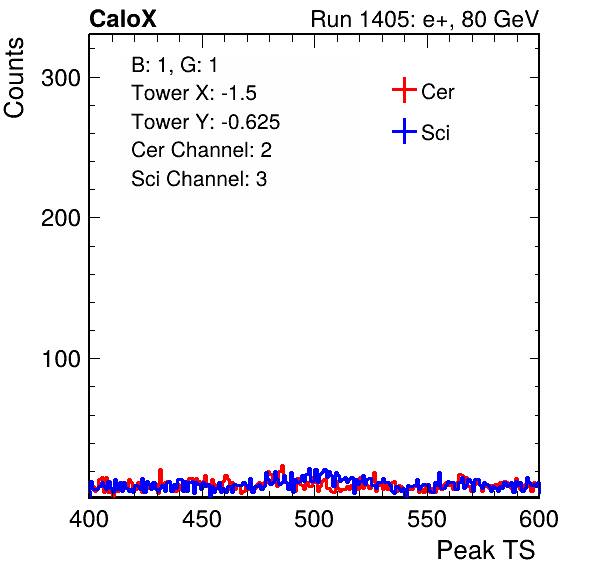 CaloX Run 1405: e+, 80 GeV
Counts
B: 1, G: 1
Tower X: -1.5
Tower Y: -0.625
Cer Channel: 2
Sci Channel: 3
Cer
Sci
300
200
100
400 450 500 550 600
Peak TS